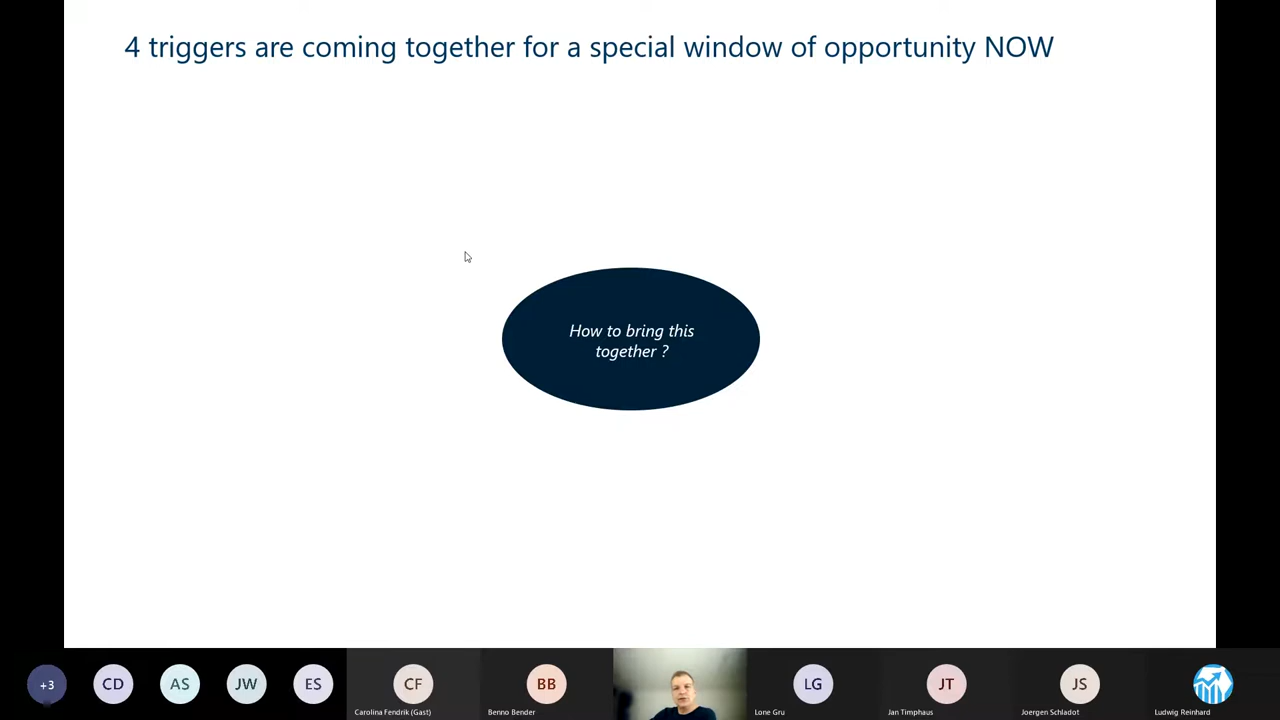 4 triggers are coming together for a special window of opportunity NOW
How to bring this
together ?
+3
CD
AS
JW
ES
CF
BB
LG
JT
JS
Carolina Fendrik (Gast)
Benno Bender
Lone Gru
Jan Timphaus
Joergen Schladot
Ludwig Reinhard